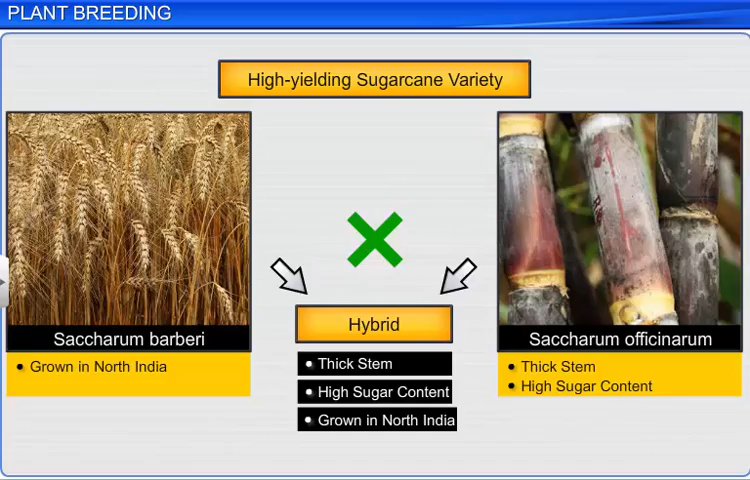 PLANT BREEDING
High-yielding Sugarcane Variety
Saccharum barberi
Grown in North India
Hybrid
Thick Stem
High Sugar Content
Grown in North India
Saccharum officinarum
Thick Stem
High Sugar Content